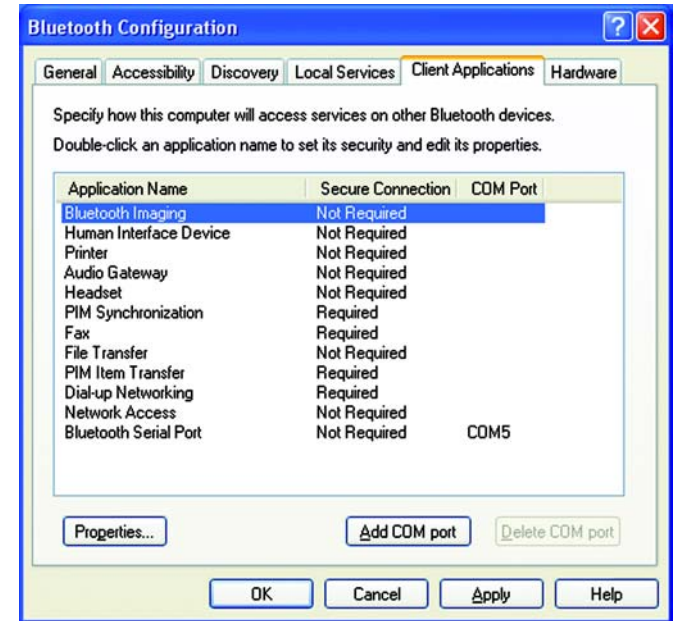 Bluetooth Configuration
General Accessibility Discovery Local Services Client Applications Hardware
Specify how this computer will access services on other Bluetooth devices.
Double-click an application name to set its security and edit its properties.
Application Name Secure Connection COM Port
Bluetooth Imaging Not Required
Human Interface Device Not Required
Printer Not Required
Audio Gateway Not Required
Headset Not Required
PIM Synchronization Required
Fax Required
File Transfer Not Required
PIM Item Transfer Required
Dial-up Networking Required
Network Access Not Required
Bluetooth Serial Port Not Required COM5
Properties... Add COM port Delete COM port
OK Cancel Apply Help